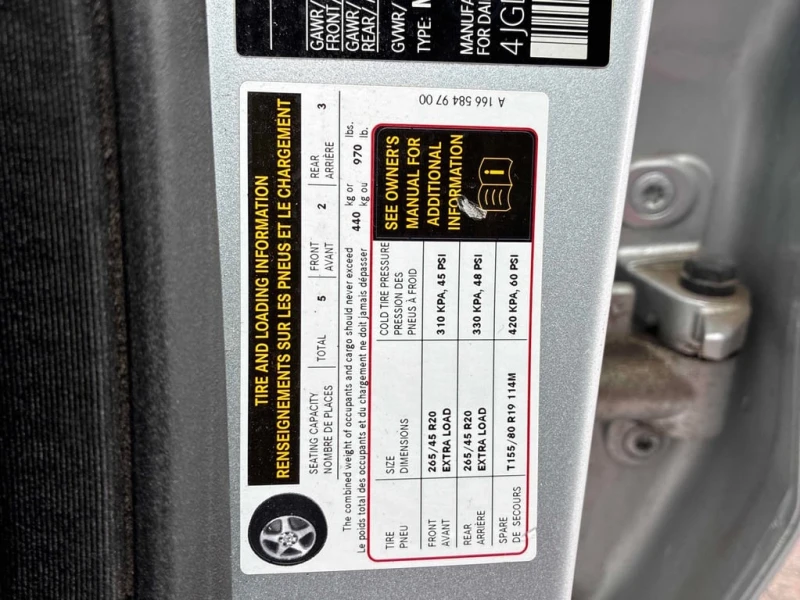 GAWR/
FRONT/
GAWR/
REAR/
GVWR/
TYPE:
MANUFA
FOR DAI
4JG
TIRE AND LOADING INFORMATION
RENSEIGNEMENTS SUR LES PNEUS ET LE CHARGEMENT
SEATING CAPACITY
NOMBRE DE PLACES
TOTAL 5
FRONT
AVANT
2
REAR
ARRIÈRE
3
The combined weight of occupants and cargo should never exceed 440 kg or 970 lbs.
Le poids total des occupants et du chargement ne doit jamais dépasser kg ou lb.
TIRE
PNEU
SIZE
DIMENSIONS
COLD TIRE PRESSURE
PRESSION DES
PNEUS À FROID
FRONT
AVANT
265/45 R20
EXTRA LOAD
310 KPA, 45 PSI
REAR
ARRIÈRE
265/45 R20
EXTRA LOAD
330 KPA, 48 PSI
SPARE
DE SECOURS
T155/80 R19 114M
420 KPA, 60 PSI
SEE OWNER'S
MANUAL FOR
ADDITIONAL
INFORMATION
A 166 584 97 00